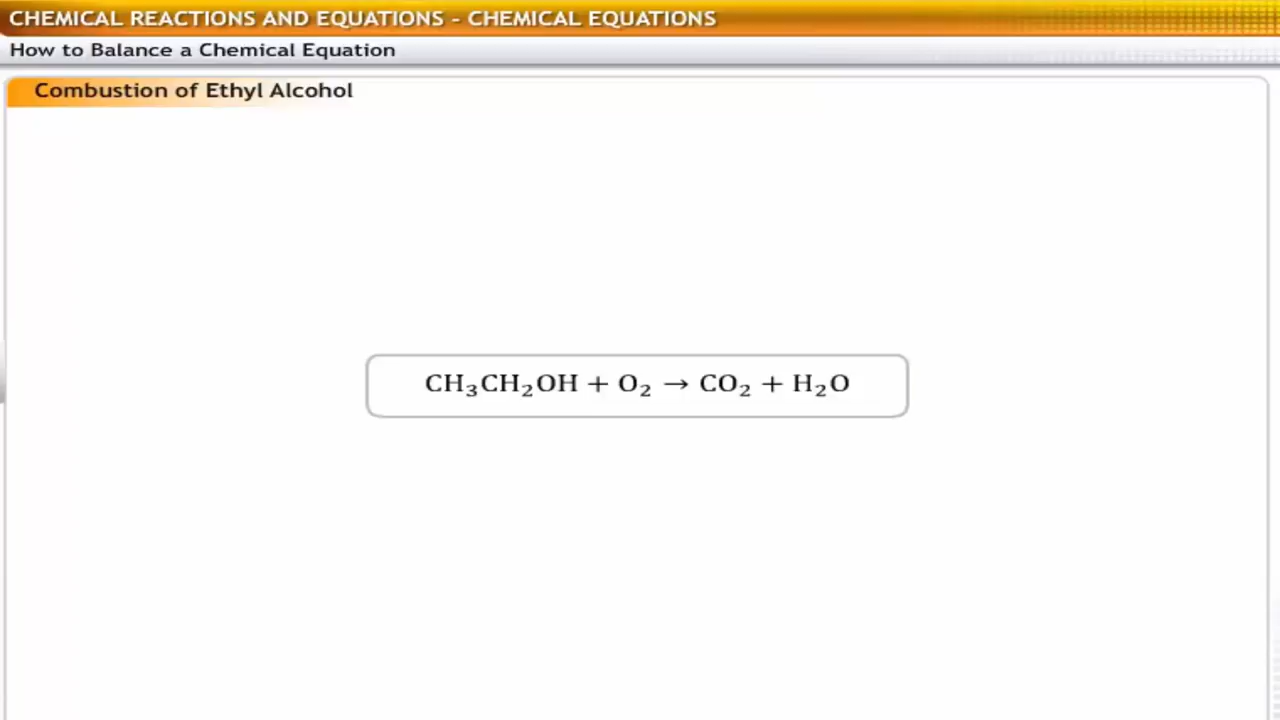 CHEMICAL REACTIONS AND EQUATIONS - CHEMICAL EQUATIONS
How to Balance a Chemical Equation
Combustion of Ethyl Alcohol
CH₃CH₂OH + O₂ → CO₂ + H₂O